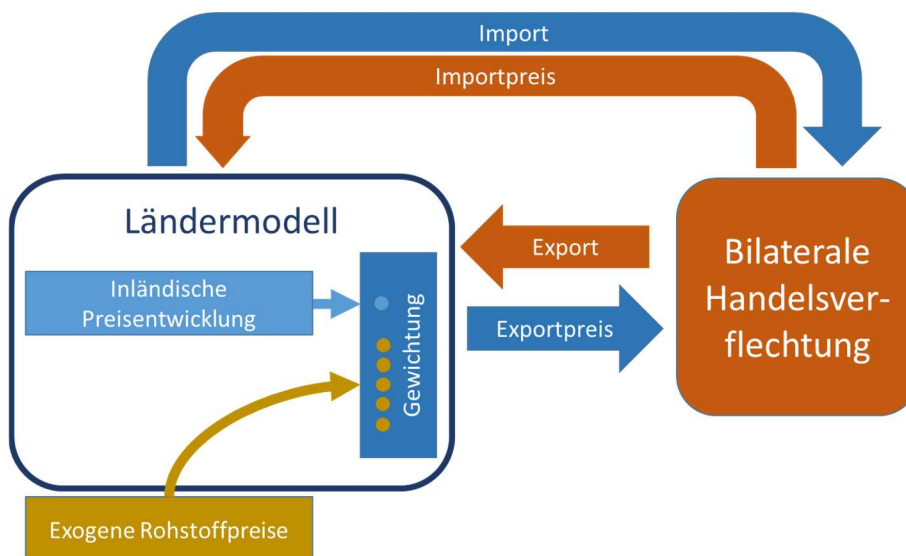 Import
Importpreis
Ländermodell
Inländische
Preisentwicklung
Gewichtung
Exogene Rohstoffpreise
Export
Exportpreis
Bilaterale
Handelsver-
flechtung